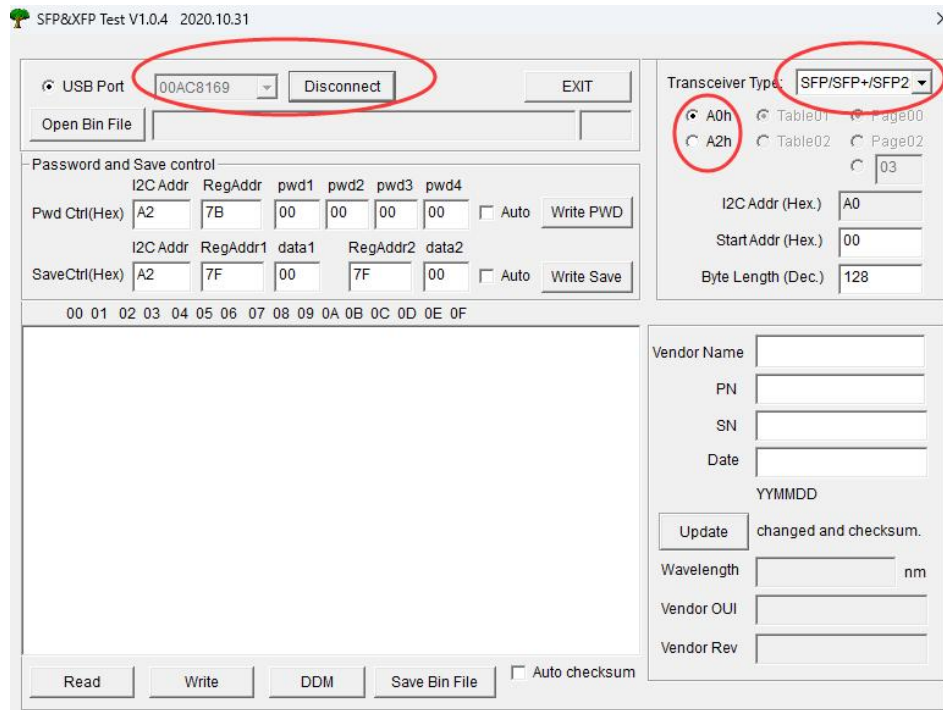 SFP&XFP Test V1.0.4 2020.10.31
USB Port 00AC8169 Disconnect EXIT
Open Bin File
Transceiver Type: SFP/SFP+/SFP2
A0h Table01 Page00
A2h Table02 Page02
03
I2C Addr (Hex.) A0
Start Addr (Hex.) 00
Byte Length (Dec.) 128
Password and Save control
I2C Addr RegAddr pwd1 pwd2 pwd3 pwd4
Pwd Ctrl(Hex) A2 7B 00 00 00 00 Auto Write PWD
I2C Addr RegAddr1 data1 RegAddr2 data2
SaveCtrl(Hex) A2 7F 00 7F 00 Auto Write Save
00 01 02 03 04 05 06 07 08 09 0A 0B 0C 0D 0E 0F
Vendor Name
PN
SN
Date
YYMMDD
Update changed and checksum.
Wavelength nm
Vendor OUI
Vendor Rev
Read Write DDM Save Bin File Auto checksum